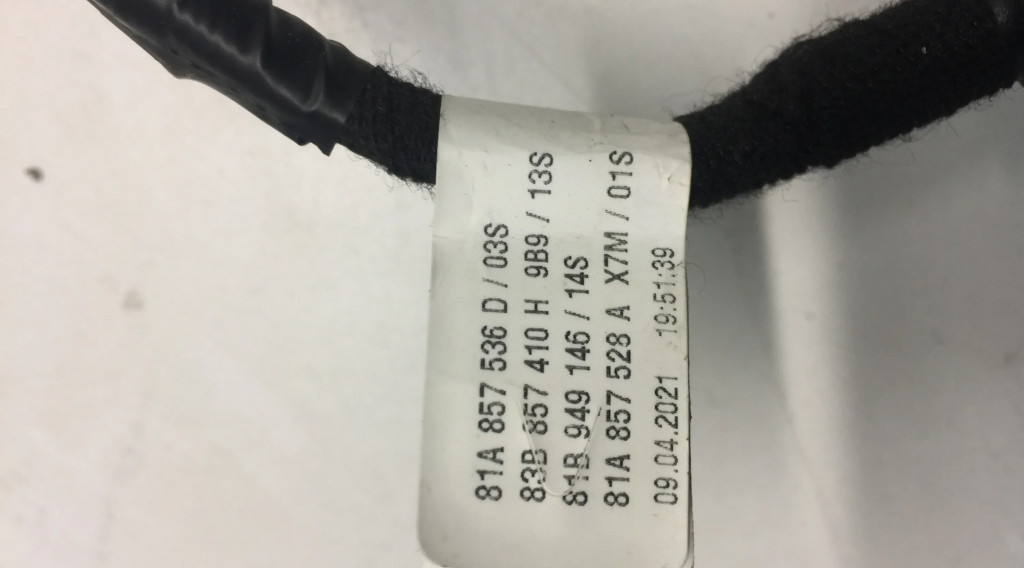 81A 857 536 D / 03S
83B 857 410 H 9B9 / 13S
81B 949 146 / 14S
81A 857 528 A X7M / 01S
09.04.2021 19:51:39